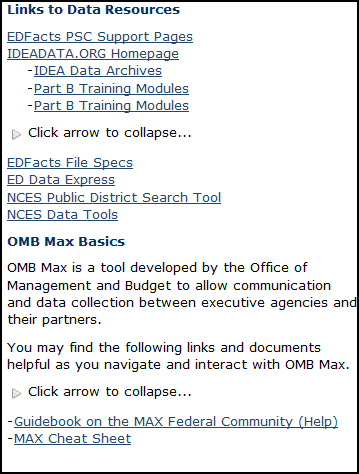 Links to Data Resources
EDFacts PSC Support Pages
IDEADATA.ORG Homepage
-IDEA Data Archives
-Part B Training Modules
-Part B Training Modules
Click arrow to collapse...
EDFacts File Specs
ED Data Express
NCES Public District Search Tool
NCES Data Tools
OMB Max Basics
OMB Max is a tool developed by the Office of
Management and Budget to allow communication
and data collection between executive agencies and
their partners.
You may find the following links and documents
helpful as you navigate and interact with OMB Max.
Click arrow to collapse...
-Guidebook on the MAX Federal Community (Help)
-MAX Cheat Sheet